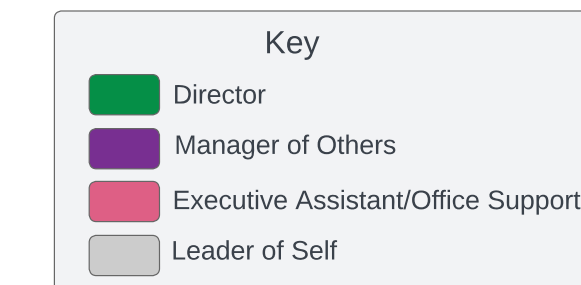 Key
Director
Manager of Others
Executive Assistant/Office Support
Leader of Self